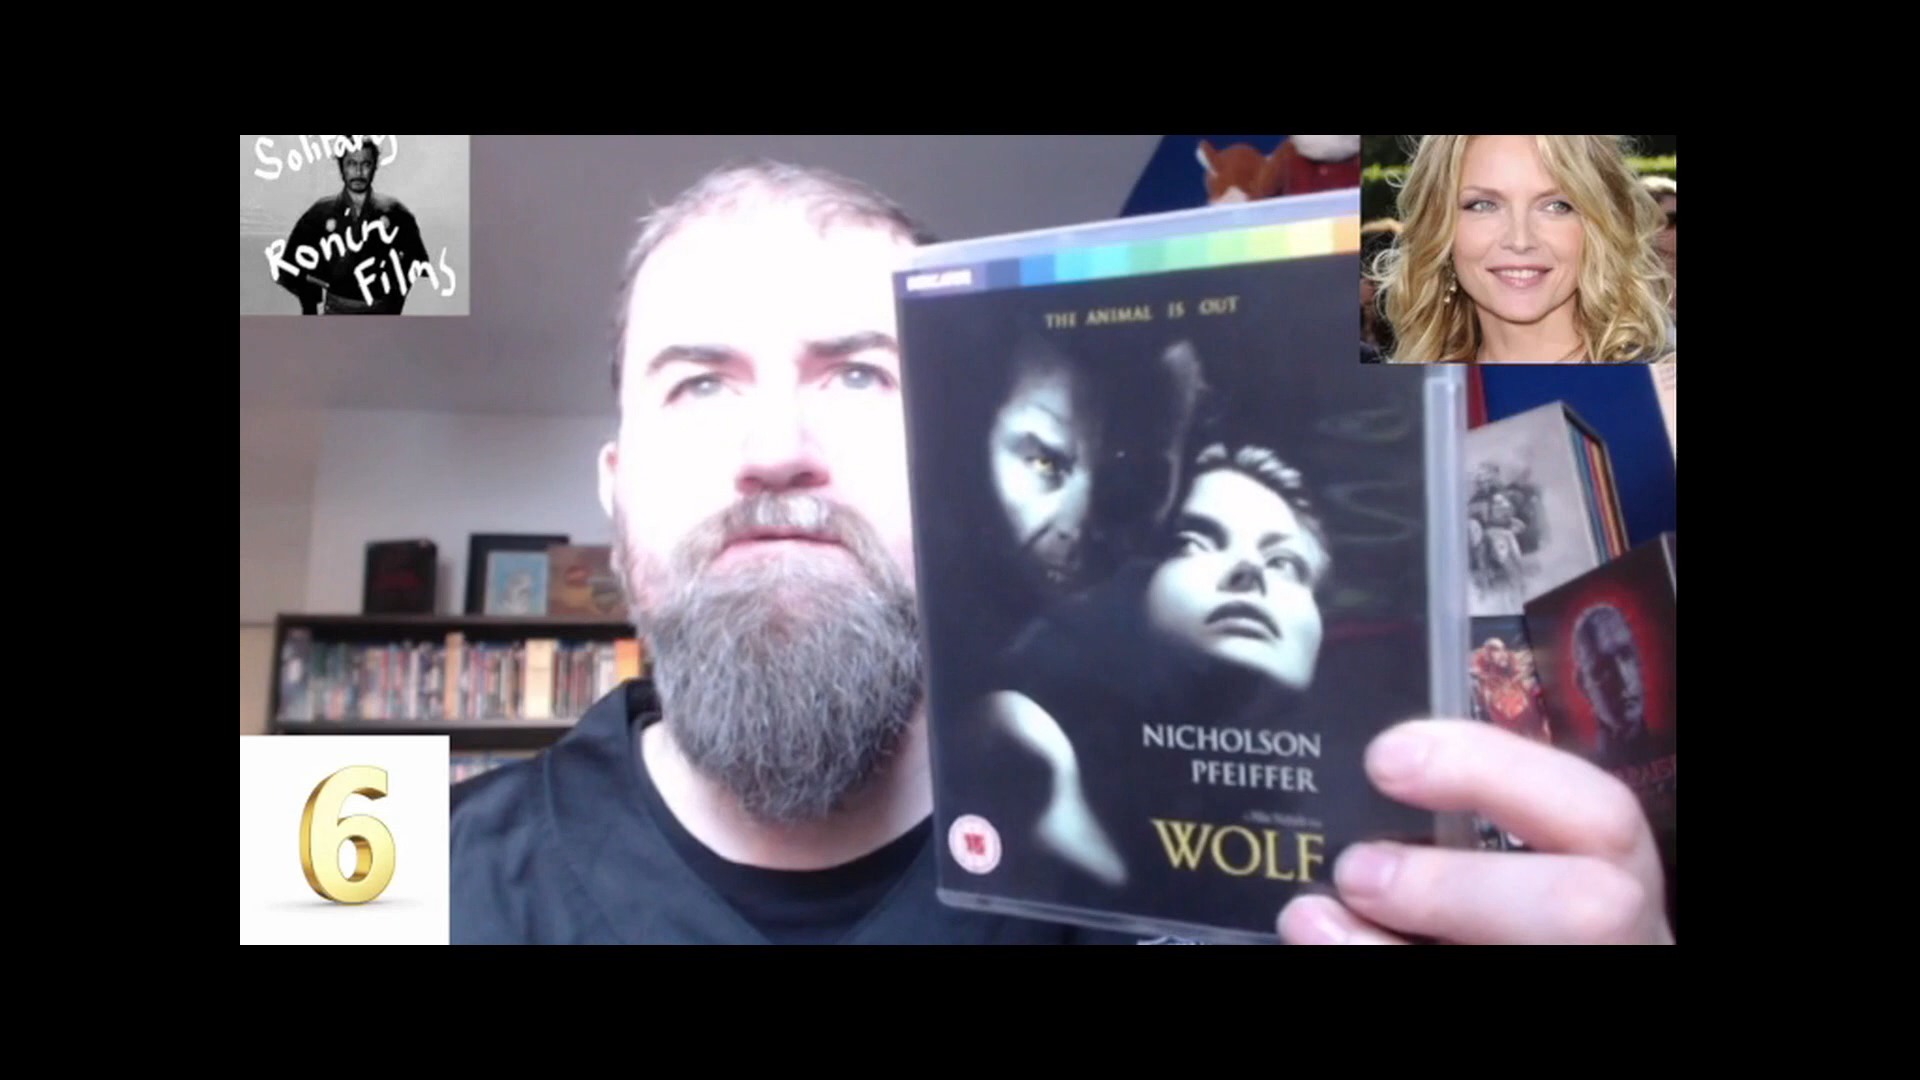 Solitary
Ronin
Films
THE ANIMAL IS OUT
NICHOLSON
PFEIFFER
WOLF
15
6